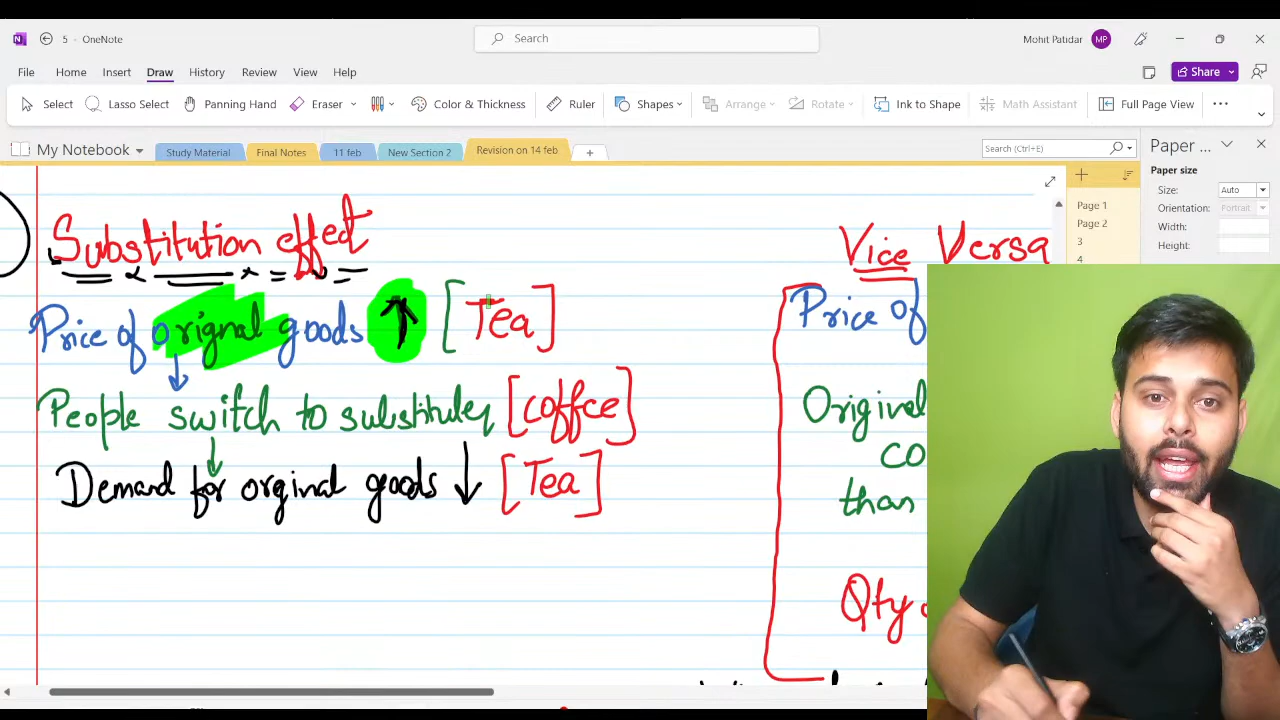 5 - OneNote
Search
Mohit Patidar MP
File Home Insert Draw History Review View Help
Share
Select Lasso Select Panning Hand Eraser Color & Thickness Ruler Shapes Arrange Rotate Ink to Shape Math Assistant Full Page View
My Notebook Study Material Final Notes 11 feb New Section 2 Revision on 14 feb
Search (Ctrl+E)
Paper
Paper size
Size: Auto
Orientation: Portrait
Width:
Height:
Page 1
Page 2
3
4
Substitution effect
Price of orignal goods ↑ [Tea]
↓
People switch to substitutes [coffee]
↓
Demand for orginal goods ↓ [Tea]
Vice Versa
Price of
Original
co
than
Qty